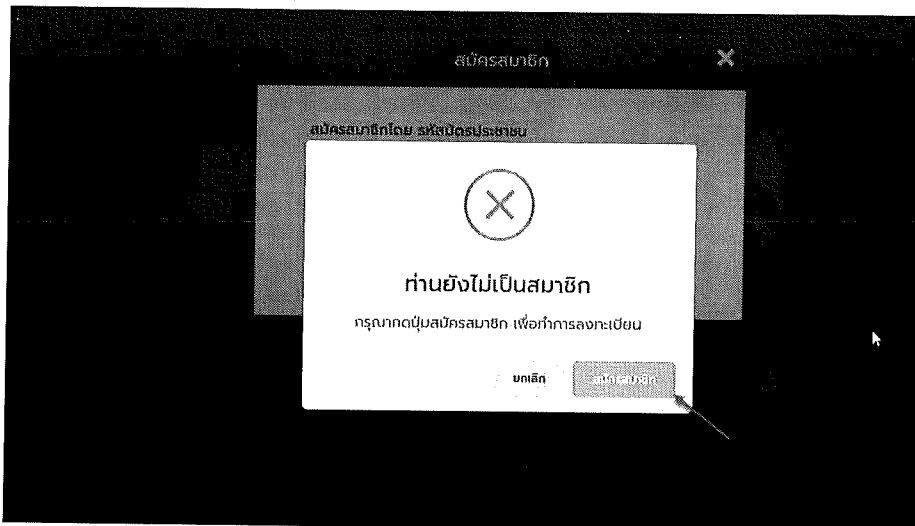 สมัครสมาชิก
สมัครสมาชิกโดย รหัสบัตรประชาชน
ท่านยังไม่เป็นสมาชิก
กรุณากดปุ่มสมัครสมาชิก เพื่อทำการลงทะเบียน
ยกเลิก
สมัครสมาชิก